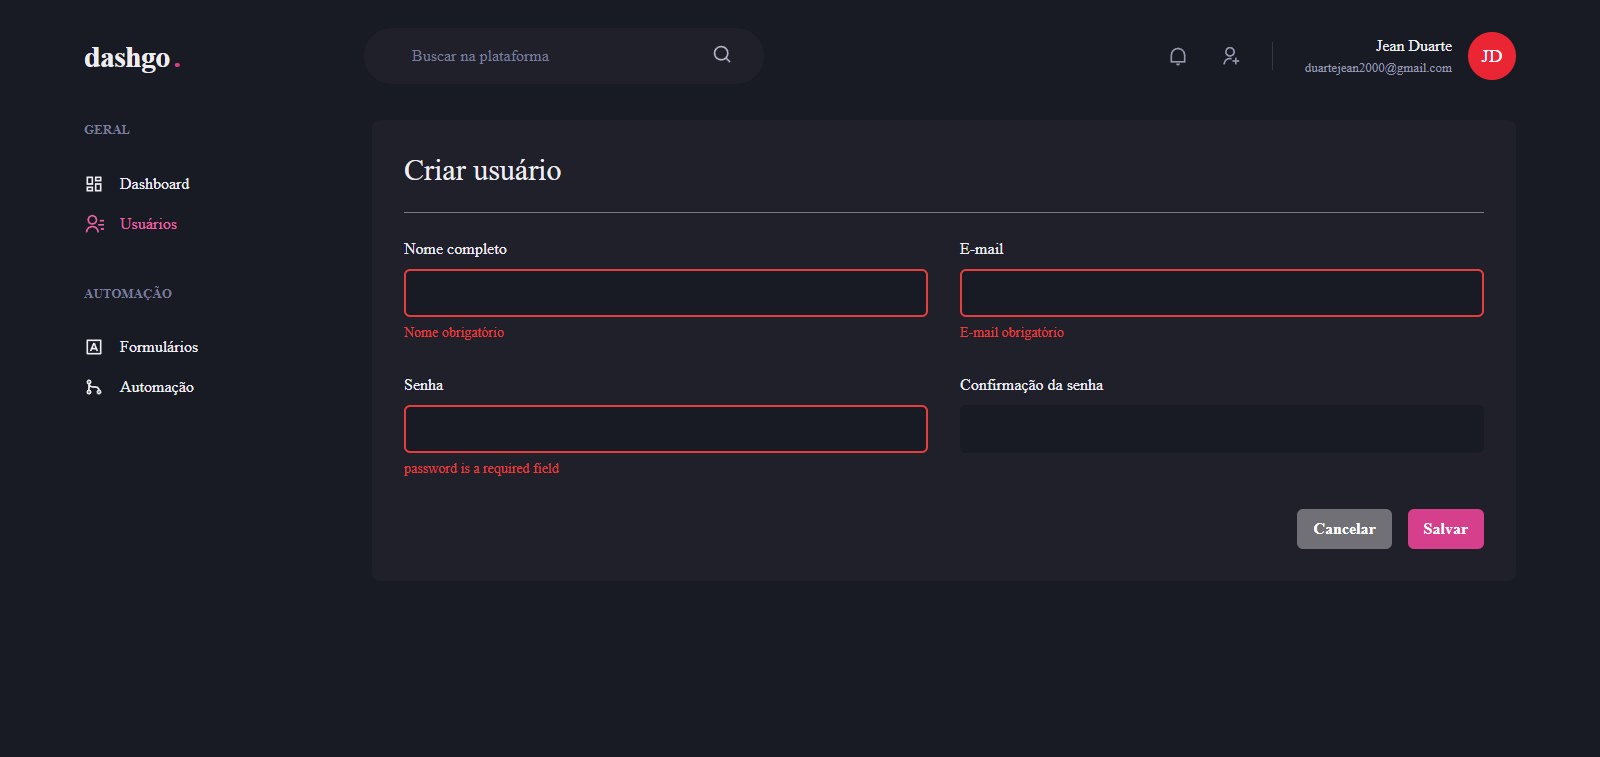 dashgo.
Buscar na plataforma
Jean Duarte
duartejean2000@gmail.com
JD
GERAL
Dashboard
Usuários
AUTOMAÇÃO
Formulários
Automação
Criar usuário
Nome completo
Nome obrigatório
E-mail
E-mail obrigatório
Senha
password is a required field
Confirmação da senha
Cancelar
Salvar